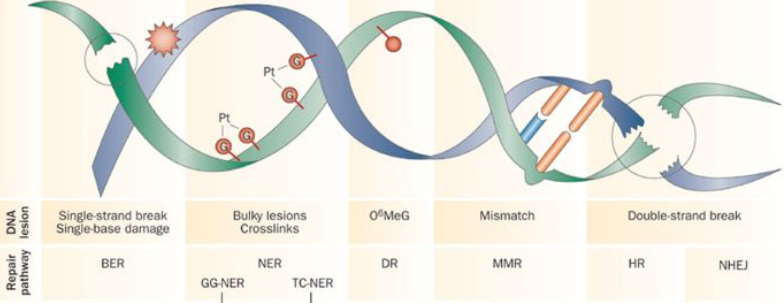 Pt
G
G
Pt
G
G
DNA lesion
Single-strand break
Single-base damage
Bulky lesions
Crosslinks
O⁶MeG
Mismatch
Double-strand break
Repair pathway
BER
NER
DR
MMR
HR
NHEJ
GG-NER
TC-NER